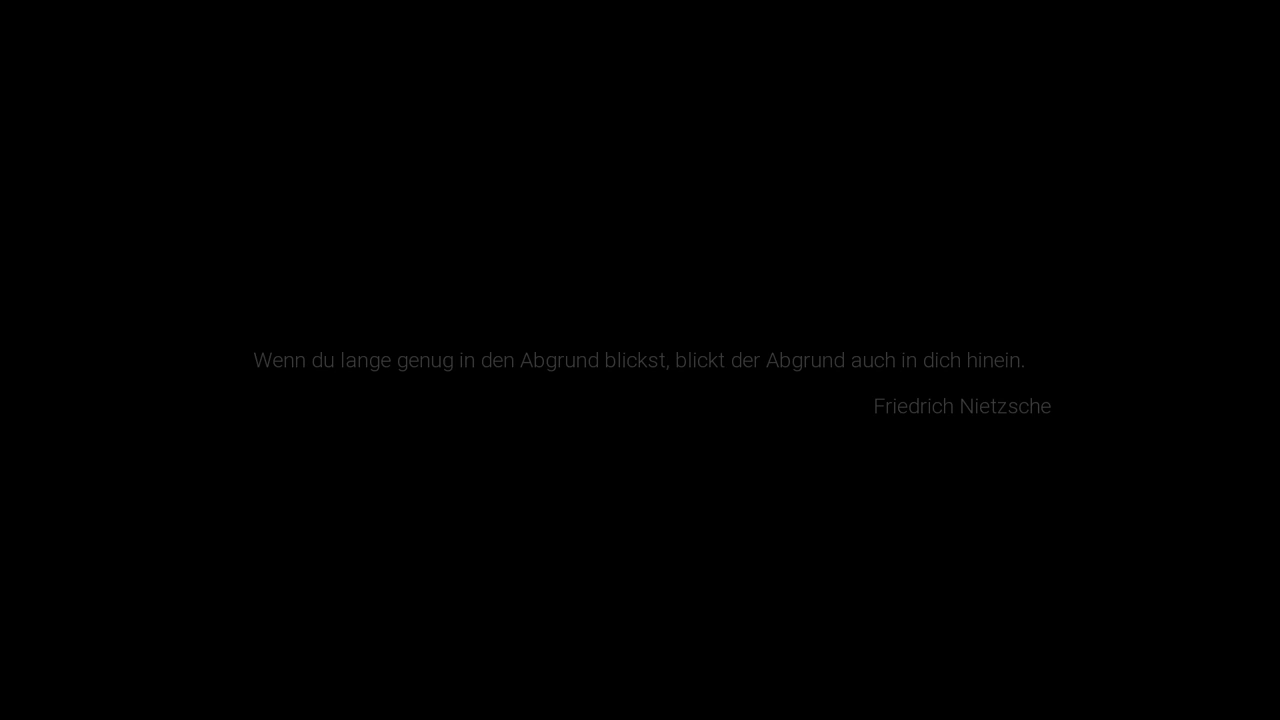 Wenn du lange genug in den Abgrund blickst, blickt der Abgrund auch in dich hinein.
Friedrich Nietzsche